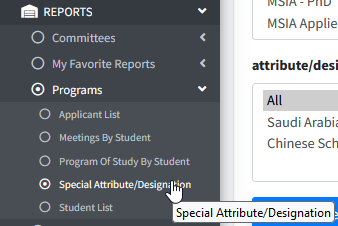 REPORTS
Committees
My Favorite Reports
Programs
Applicant List
Meetings By Student
Program Of Study By Student
Special Attribute/Designation
Student List
MSIA - PhD
MSIA Applie
attribute/desi
All
Saudi Arabia
Chinese Sch
Special Attribute/Designation